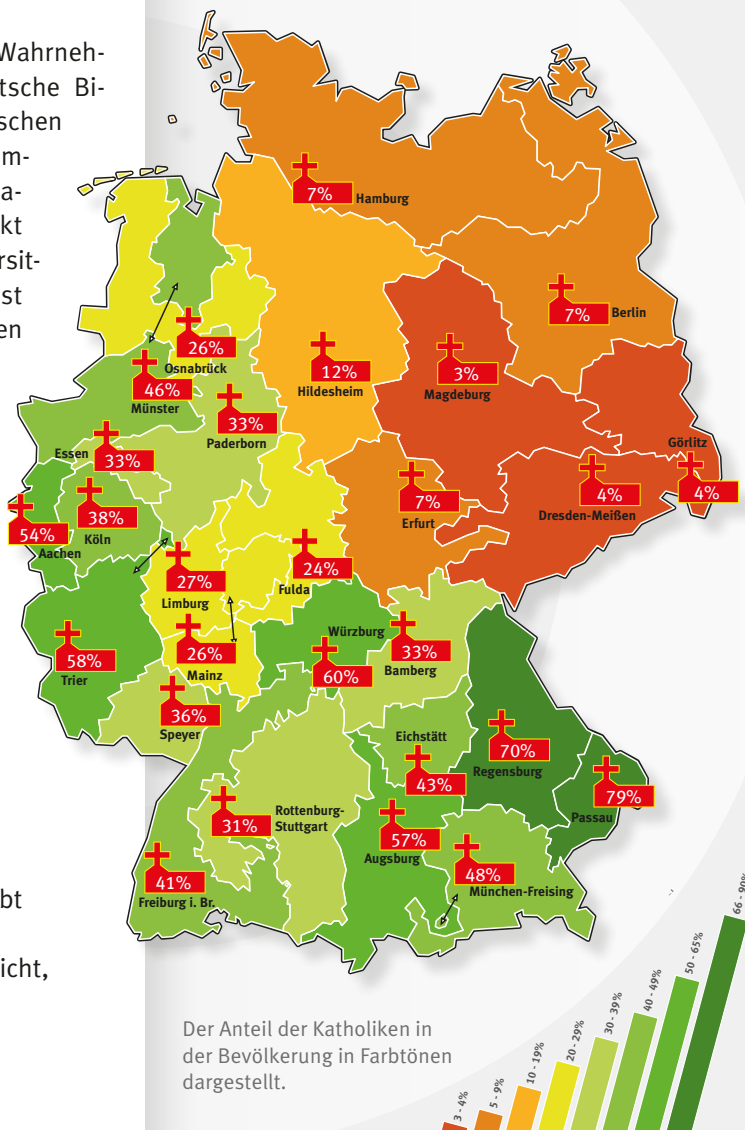 Wahrneh-
tsche Bi-
schen
m-
a-
kt
rsit-
st
en
7%
Hamburg
7%
Berlin
26%
Osnabrück
46%
Münster
12%
Hildesheim
3%
Magdeburg
33%
Paderborn
Essen
33%
Görlitz
4%
4%
Dresden-Meißen
7%
Erfurt
54%
Aachen
38%
Köln
27%
Limburg
24%
Fulda
58%
Trier
26%
Mainz
Würzburg
60%
33%
Bamberg
36%
Speyer
Eichstätt
43%
70%
Regensburg
79%
Passau
31%
Rottenburg-
Stuttgart
57%
Augsburg
41%
Freiburg i. Br.
48%
München-Freising
bt
icht,
Der Anteil der Katholiken in
der Bevölkerung in Farbtönen
dargestellt.
3 - 4%
5 - 9%
10 - 19%
20 - 29%
30 - 39%
40 - 49%
50 - 65%
66 - 90%